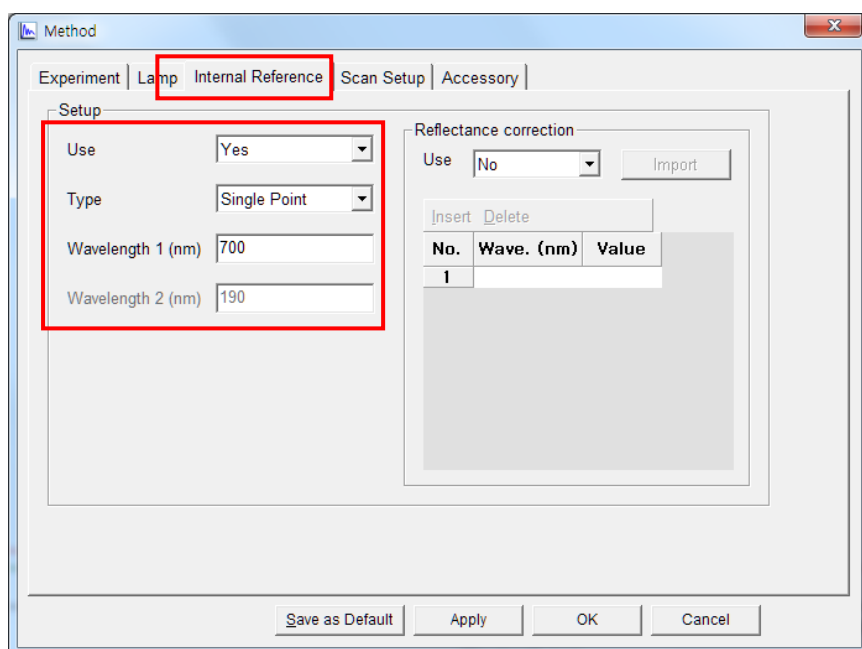 Method
Experiment Lamp Internal Reference Scan Setup Accessory
Setup
Use Yes
Type Single Point
Wavelength 1 (nm) 700
Wavelength 2 (nm) 190
Reflectance correction
Use No Import
Insert Delete
No. Wave. (nm) Value
1
Save as Default Apply OK Cancel